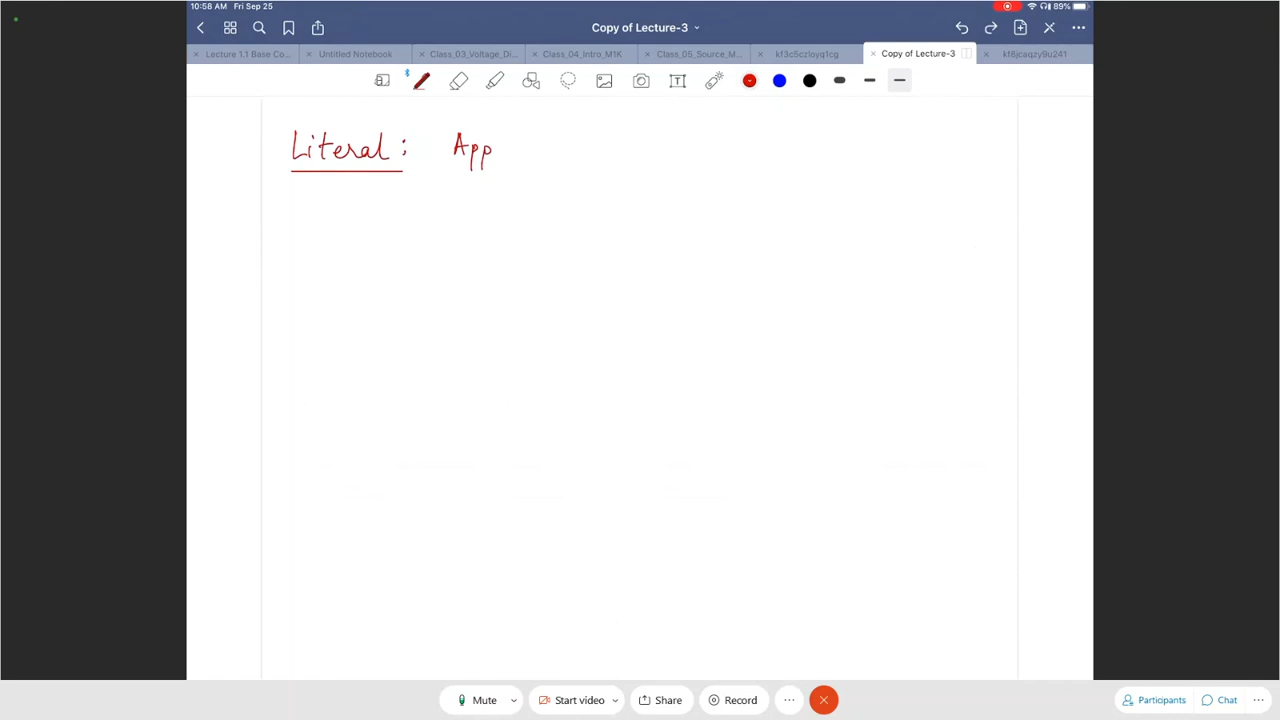 10:58 AM Fri Sep 25
89%
Copy of Lecture-3
Lecture 1.1 Base Co...
Untitled Notebook
Class_03_Voltage_Di...
Class_04_Intro_M1K
Class_05_Source_M...
kf3c5czloyq1cg
Copy of Lecture-3
kf6jcaqzy9u241
Literal: App
Mute
Start video
Share
Record
Participants
Chat